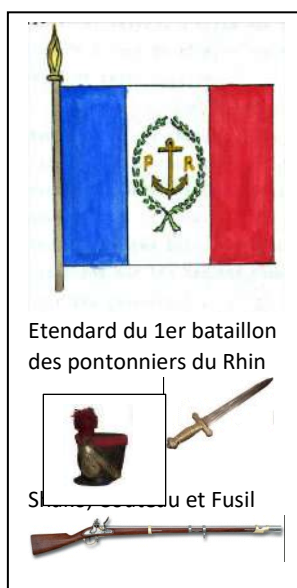 P R
Etendard du 1er bataillon
des pontonniers du Rhin
et Fusil